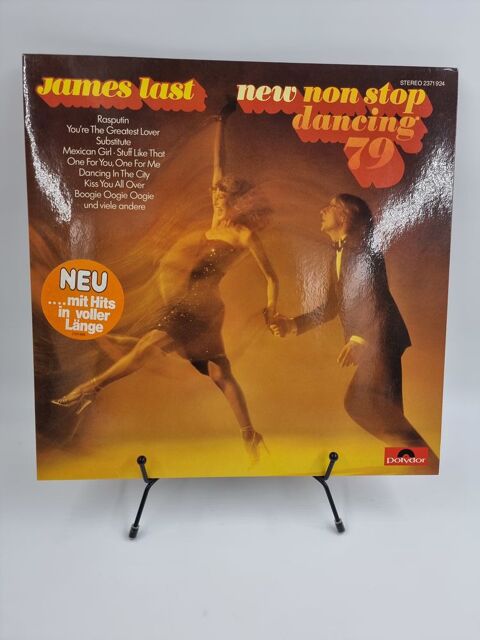 STEREO 2371 924
james last
new non stop
dancing
79
Rasputin
You're The Greatest Lover
Substitute
Mexican Girl · Stuff Like That
One For You, One For Me
Dancing In The City
Kiss You All Over
Boogie Oogie Oogie
und viele andere
NEU
....mit Hits
in voller
Länge
Polydor